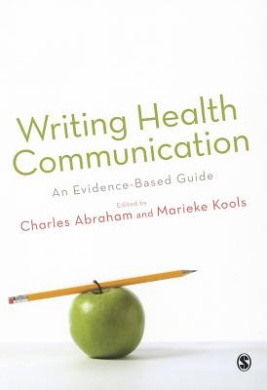 Writing Health
Communication
An Evidence-Based Guide
Edited by
Charles Abraham and Marieke Kools
SAGE